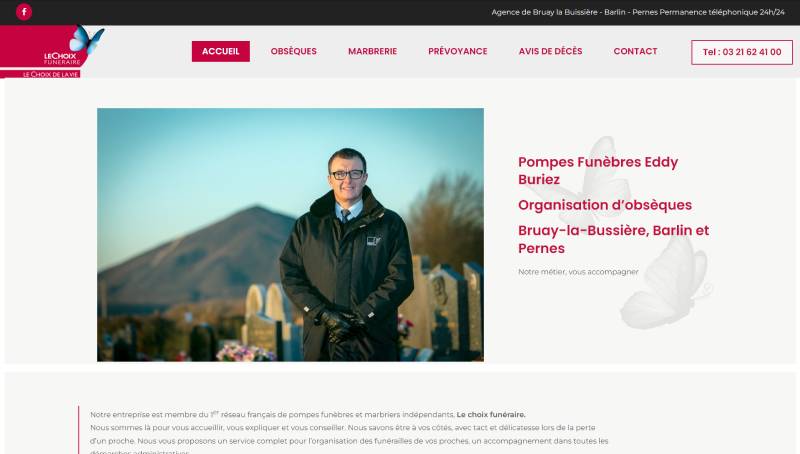 Agence de Bruay la Buissière - Barlin - Pernes Permanence téléphonique 24h/24
LE CHOIX
FUNÉRAIRE
LE CHOIX DE LA VIE
ACCUEIL OBSÈQUES MARBRERIE PRÉVOYANCE AVIS DE DÉCÈS CONTACT Tel : 03 21 62 41 00
Pompes Funèbres Eddy
Buriez
Organisation d'obsèques
Bruay-la-Bussière, Barlin et
Pernes
Notre métier, vous accompagner
Notre entreprise est membre du 1er réseau français de pompes funèbres et marbriers indépendants, Le choix funéraire.
Nous sommes là pour vous accueillir, vous expliquer et vous conseiller. Nous savons être à vos côtés, avec tact et délicatesse lors de la perte
d'un proche. Nous vous proposons un service complet pour l'organisation des funérailles de vos proches, un accompagnement dans toutes les
démarches administratives